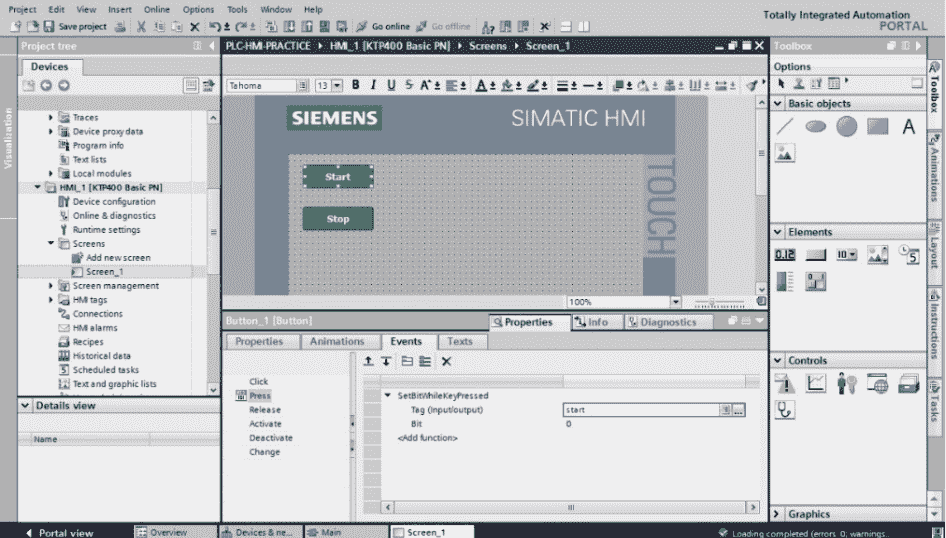 Project Edit View Insert Online Options Tools Window Help
Totally Integrated Automation
PORTAL
Save project Go online Go offline
Project tree
PLC-HMI-PRACTICE HMI_1 [KTP400 Basic PN] Screens Screen_1
Toolbox
Devices
Options
Tahoma 13 B I U S A A
Basic objects
A
Visualization
Traces
Device proxy data
Program info
Text lists
Local modules
HMI_1 [KTP400 Basic PN]
Device configuration
Online & diagnostics
Runtime settings
Screens
Add new screen
Screen_1
Screen management
HMI tags
Connections
HMI alarms
Recipes
Historical data
Scheduled tasks
Text and graphic lists
Details view
Name
SIEMENS
SIMATIC HMI
TOUCH
Start
Stop
100%
Button_1 [Button]
Properties Info Diagnostics
Properties Animations Events Texts
Click
Press
Release
Activate
Deactivate
Change
SetBitWhileKeyPressed
Tag (Input/output) start
Bit 0
<Add function>
Elements
0.12 10 5
Controls
Graphics
Toolbox
Animations
Layout
Instructions
Tasks
Portal view Overview Devices & ne... Main Screen_1
Loading completed (errors: 0; warnings..